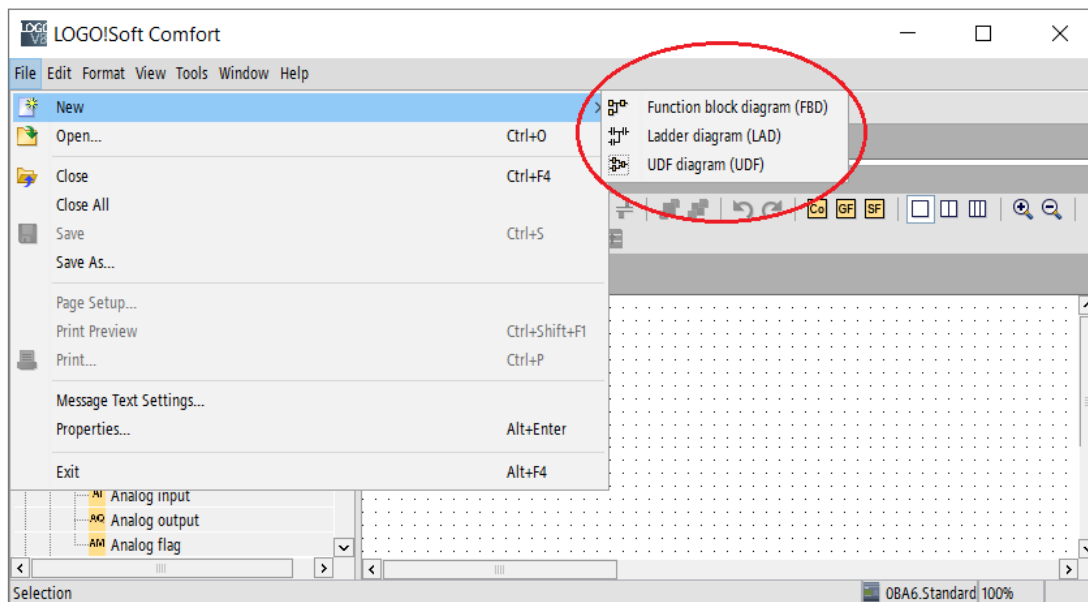 LOGO!Soft Comfort
File Edit Format View Tools Window Help
New
Function block diagram (FBD)
Open... Ctrl+O
Ladder diagram (LAD)
UDF diagram (UDF)
Close Ctrl+F4
Close All
Co GF SF
Save Ctrl+S
Save As...
Page Setup...
Print Preview Ctrl+Shift+F1
Print... Ctrl+P
Message Text Settings...
Properties... Alt+Enter
Exit Alt+F4
AI Analog input
AQ Analog output
AM Analog flag
Selection 0BA6.Standard 100%